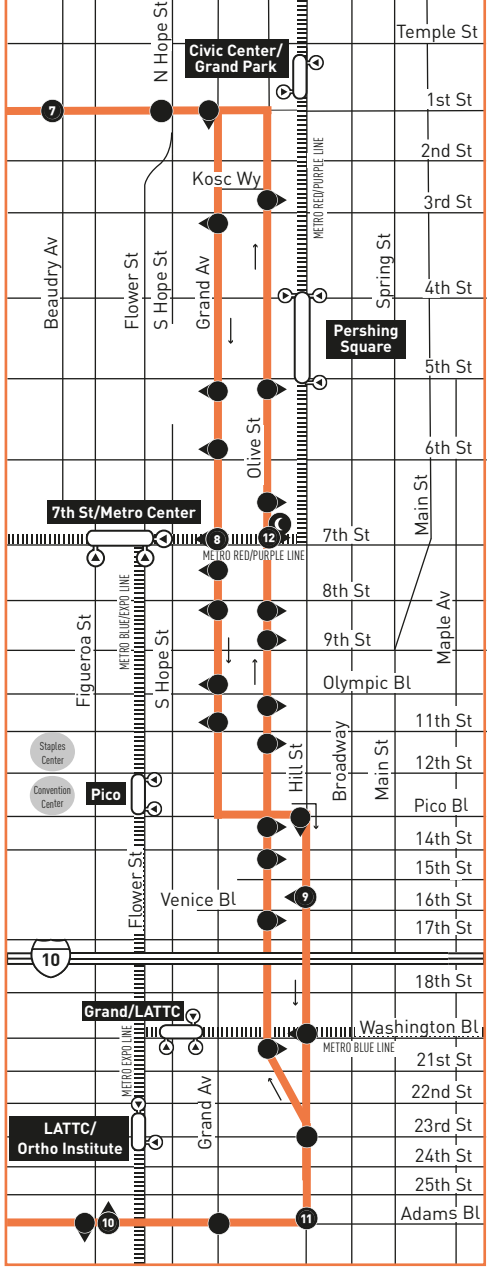 Temple St
N Hope St
Civic Center/
Grand Park
7
1st St
2nd St
METRO RED/PURPLE LINE
Kosc Wy
3rd St
Beaudry Av
Flower St
S Hope St
Grand Av
Spring St
4th St
Pershing
Square
5th St
Olive St
6th St
Main St
7th St/Metro Center
8
12
7th St
METRO RED/PURPLE LINE
METRO BLUE/EXPO LINE
8th St
Figueroa St
S Hope St
9th St
Maple Av
Olympic Bl
11th St
Staples
Center
Hill St
Broadway
Main St
12th St
Convention
Center
Pico
Pico Bl
14th St
15th St
Flower St
Venice Bl
9
16th St
17th St
10
18th St
Grand/LATTC
Washington Bl
METRO EXPO LINE
METRO BLUE LINE
21st St
Grand Av
22nd St
LATTC/
Ortho Institute
23rd St
24th St
25th St
10
11
Adams Bl